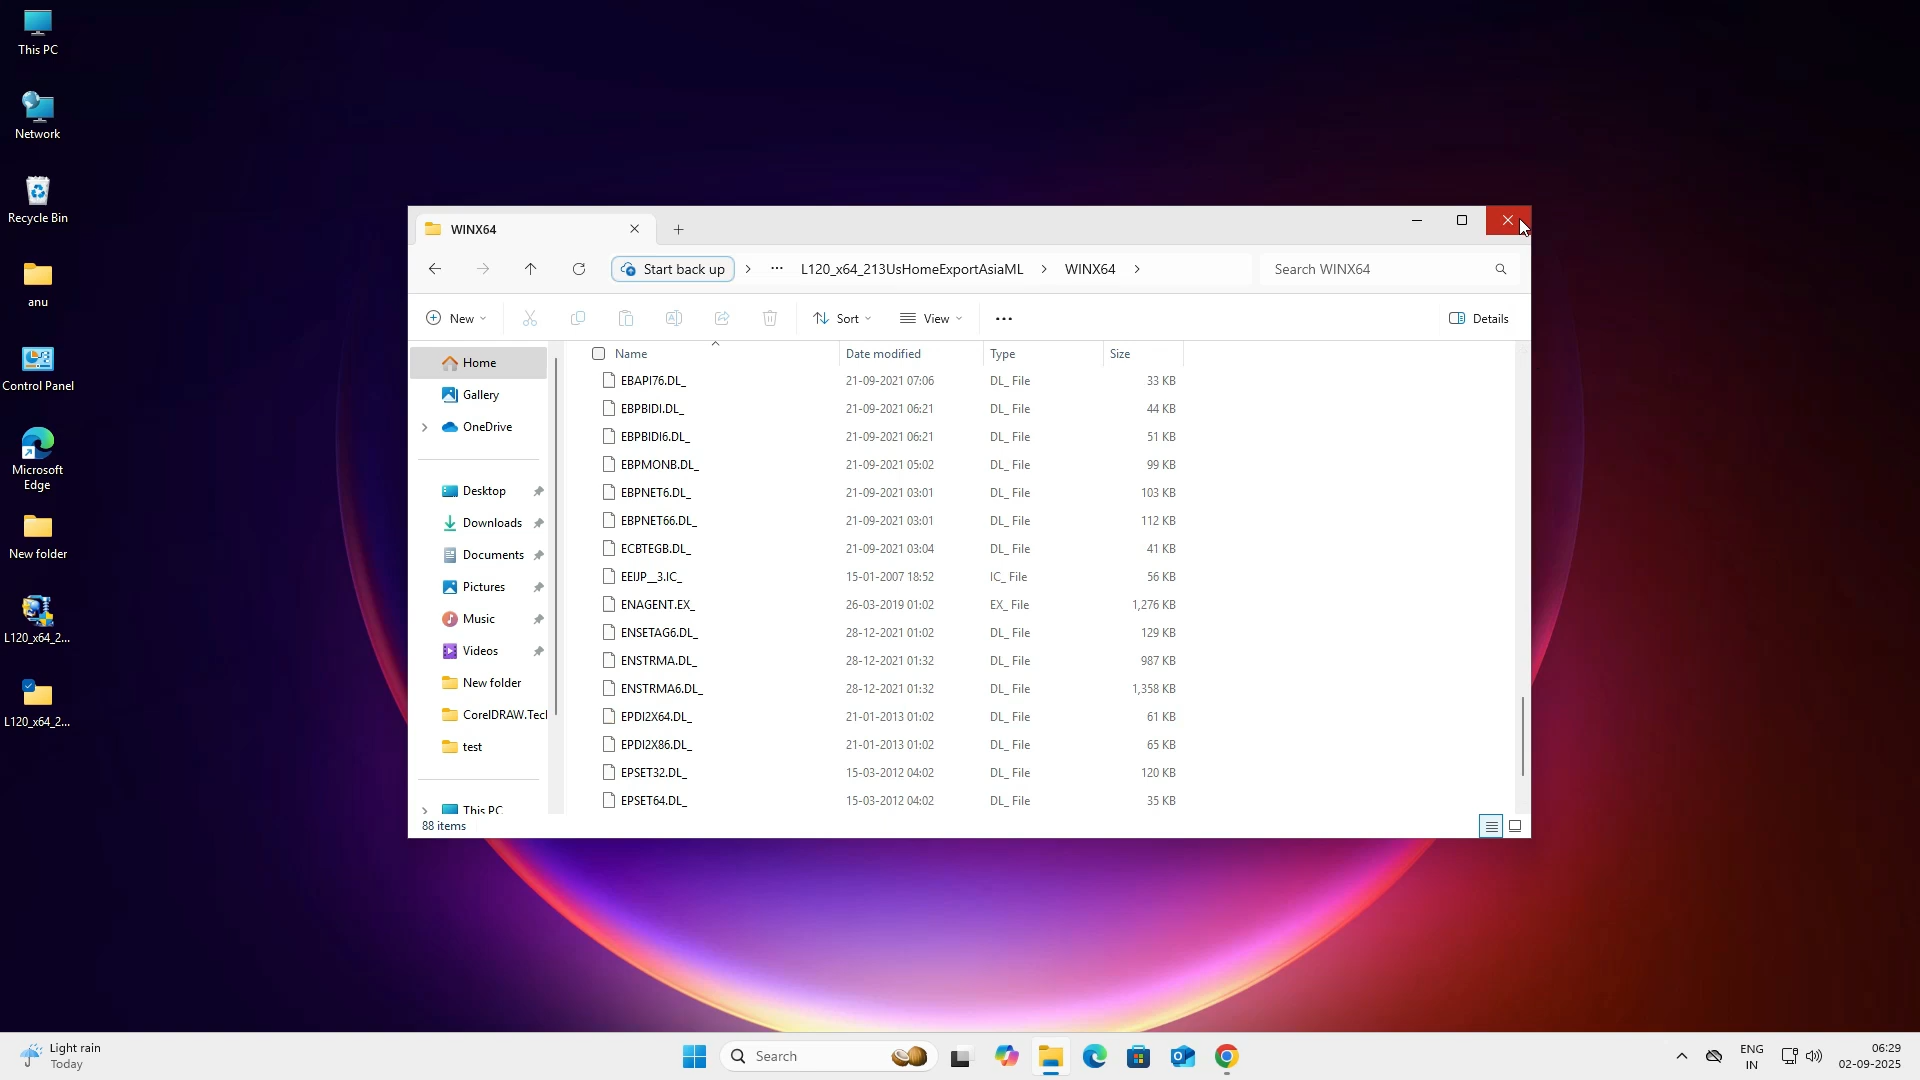 This PC
Network
Recycle Bin
anu
Control Panel
Microsoft
Edge
New folder
L120_x64_2...
L120_x64_2...
WINX64
Start back up
L120_x64_213UsHomeExportAsiaML
WINX64
Search WINX64
New
Sort
View
Details
Home
Gallery
OneDrive
Desktop
Downloads
Documents
Pictures
Music
Videos
New folder
CorelDRAW.Tecl
test
This PC
Name Date modified Type Size
EBAPI76.DL_ 21-09-2021 07:06 DL_ File 33 KB
EBPBIDI.DL_ 21-09-2021 06:21 DL_ File 44 KB
EBPBIDI6.DL_ 21-09-2021 06:21 DL_ File 51 KB
EBPMONB.DL_ 21-09-2021 05:02 DL_ File 99 KB
EBPNET6.DL_ 21-09-2021 03:01 DL_ File 103 KB
EBPNET66.DL_ 21-09-2021 03:01 DL_ File 112 KB
ECBTEGB.DL_ 21-09-2021 03:04 DL_ File 41 KB
EEIJP__3.IC_ 15-01-2007 18:52 IC_ File 56 KB
ENAGENT.EX_ 26-03-2019 01:02 EX_ File 1,276 KB
ENSETAG6.DL_ 28-12-2021 01:02 DL_ File 129 KB
ENSTRMA.DL_ 28-12-2021 01:32 DL_ File 987 KB
ENSTRMA6.DL_ 28-12-2021 01:32 DL_ File 1,358 KB
EPDI2X64.DL_ 21-01-2013 01:02 DL_ File 61 KB
EPDI2X86.DL_ 21-01-2013 01:02 DL_ File 65 KB
EPSET32.DL_ 15-03-2012 04:02 DL_ File 120 KB
EPSET64.DL_ 15-03-2012 04:02 DL_ File 35 KB
88 items
Light rain
Today
Search
ENG
IN
06:29
02-09-2025